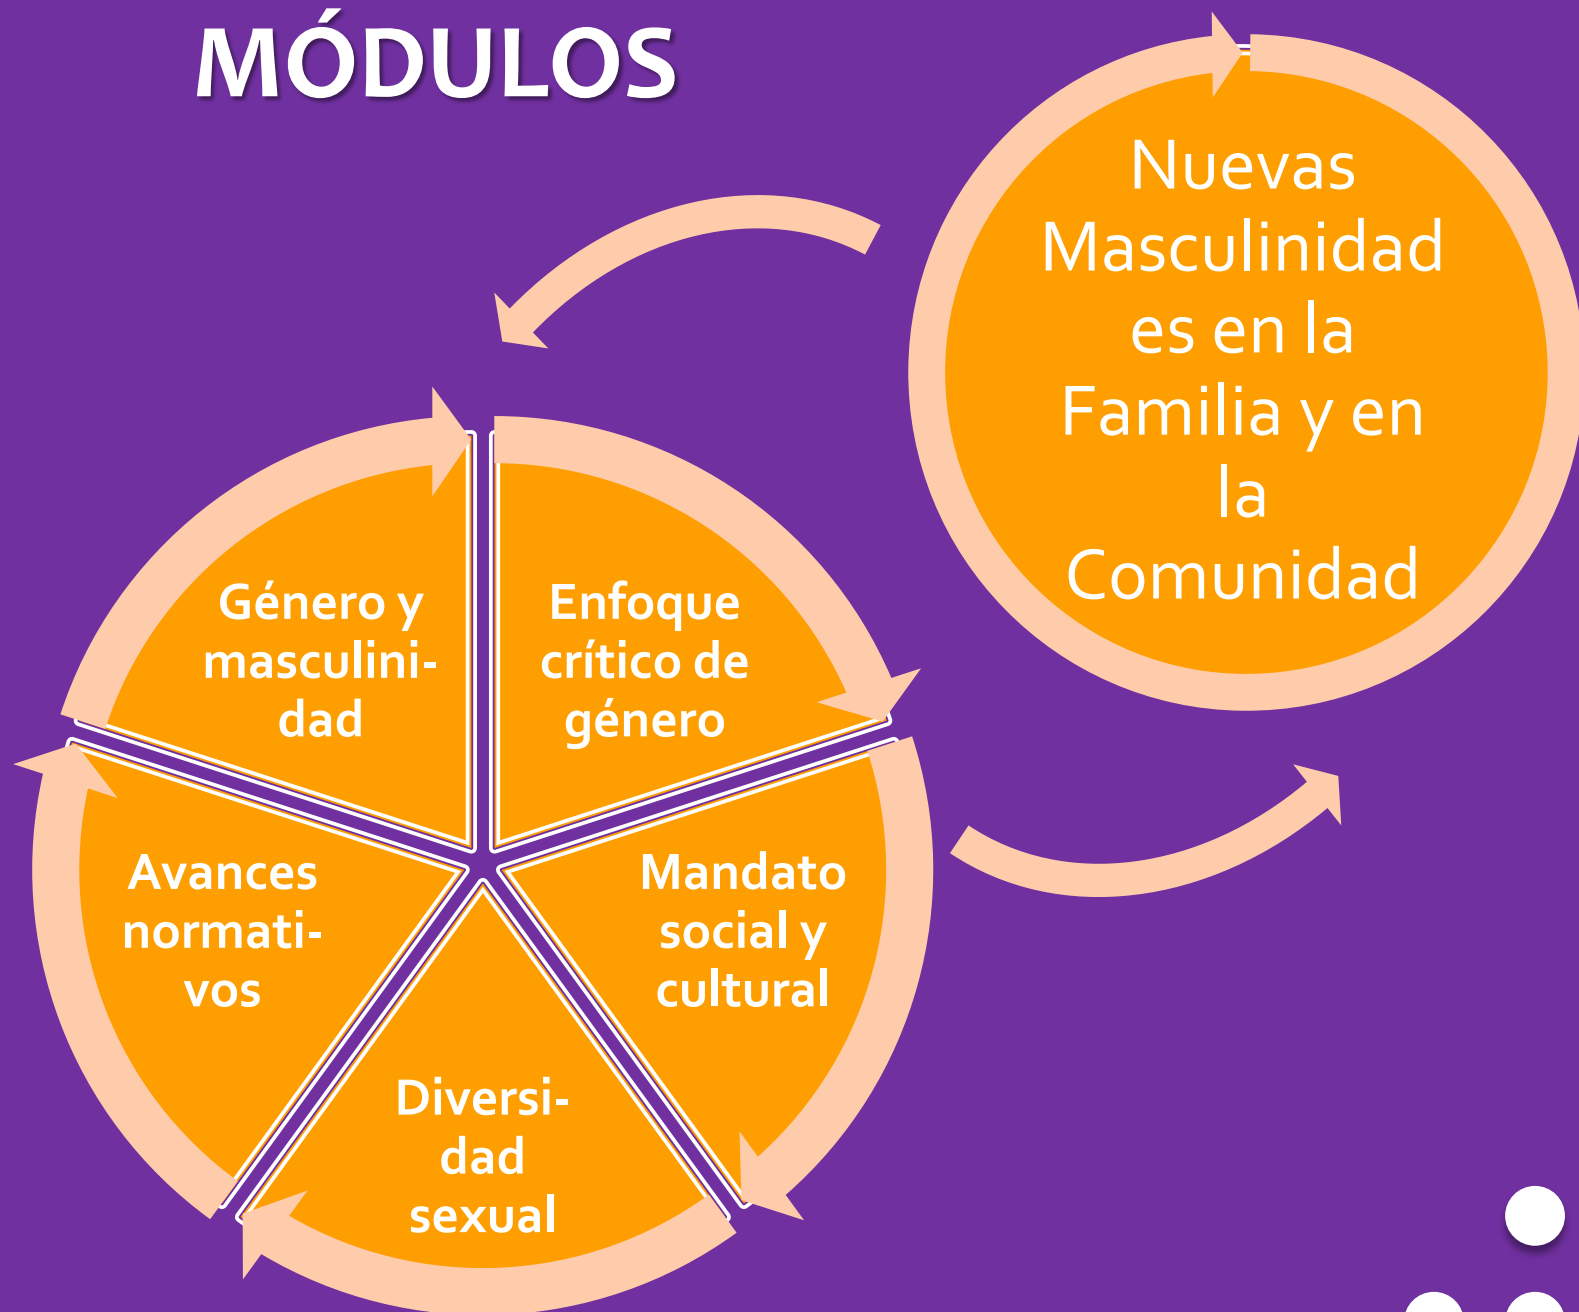 MÓDULOS
Nuevas
Masculinidad
es en la
Familia y en
la
Comunidad
Género y
masculini-
dad
Enfoque
crítico de
género
Avances
normati-
vos
Mandato
social y
cultural
Diversi-
dad
sexual